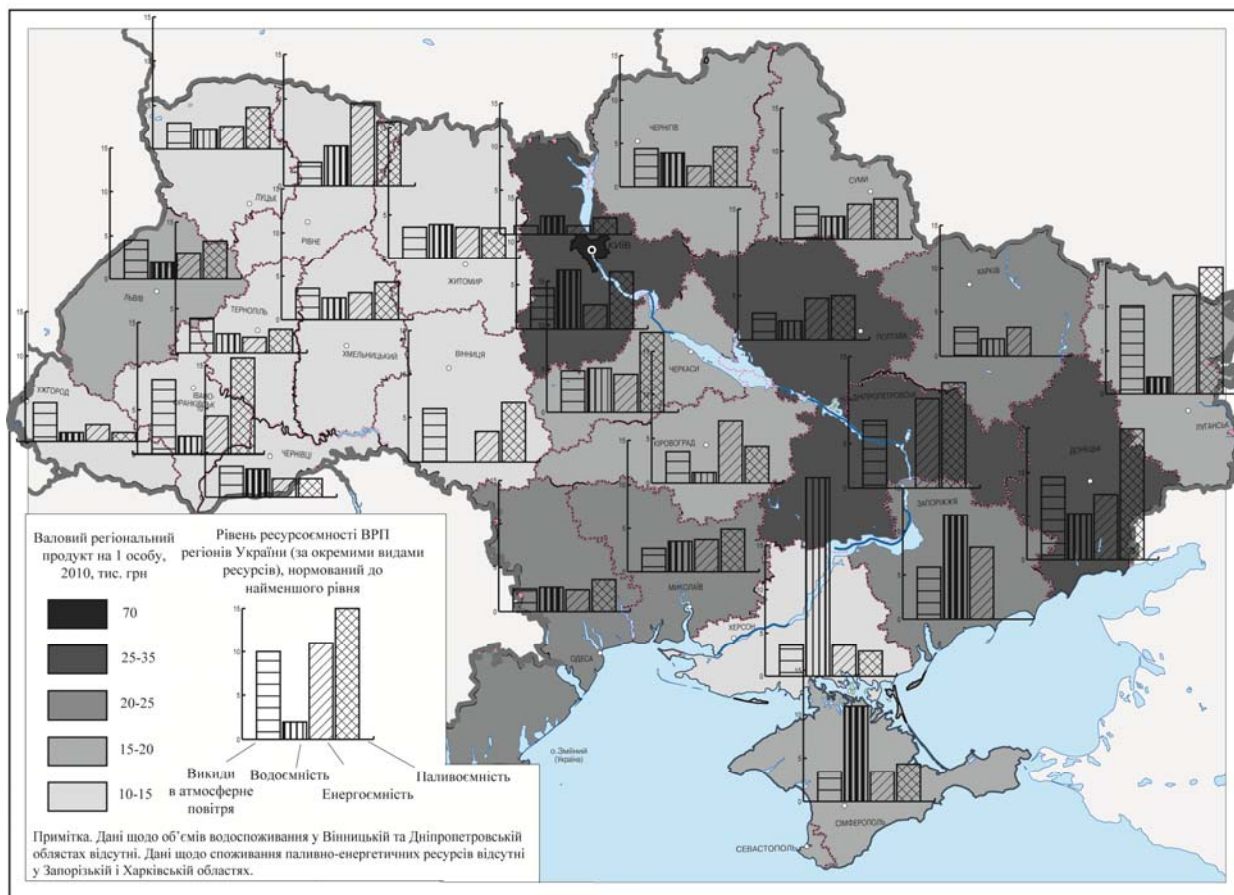 ЧЕРНІГІВ
СУМИ
ЛУЦЬК
РІВНЕ
КИЇВ
ЖИТОМИР
ЛЬВІВ
ТЕРНОПІЛЬ
ХМЕЛЬНИЦЬКИЙ
ВІННИЦЯ
ПОЛТАВА
ХАРКІВ
ЧЕРКАСИ
УЖГОРОД
ІВАНО-
ФРАНКІВСЬК
ЧЕРНІВЦІ
КІРОВОГРАД
ДНІПРОПЕТРОВСЬК
ЛУГАНСЬК
ДОНЕЦЬК
ЗАПОРІЖЖЯ
МИКОЛАЇВ
ХЕРСОН
ОДЕСА
о.Зміїний
(Україна)
СІМФЕРОПОЛЬ
СЕВАСТОПОЛЬ
Валовий регіональний
продукт на 1 особу,
2010, тис. грн
70
25-35
20-25
15-20
10-15
Рівень ресурсоємності ВРП
регіонів України (за окремими видами
ресурсів), нормований до
найменшого рівня
15
10
5
0
Викиди
в атмосферне
повітря
Водоємність
Енергоємність
Паливоємність
Примітка. Дані щодо об’ємів водоспоживання у Вінницькій та Дніпропетровській
облястах відсутні. Дані щодо споживання паливно-енергетичних ресурсів відсутні
у Запорізькій і Харківській областях.